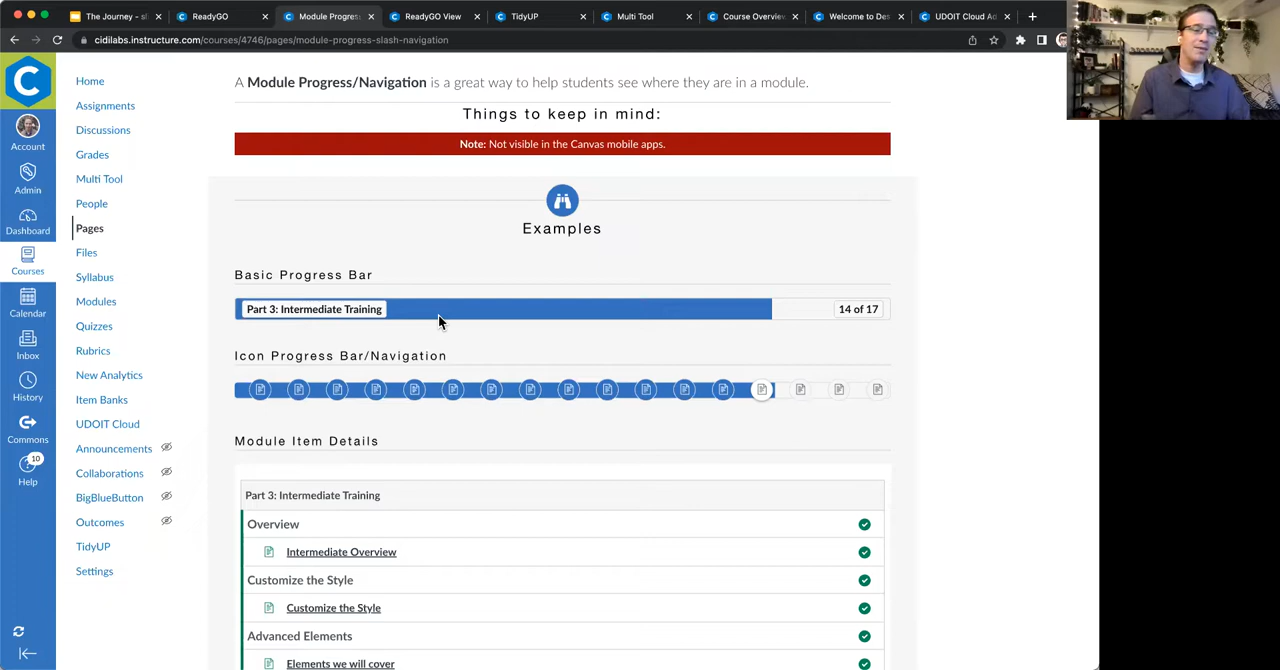 The Journey - sli
ReadyGO
Module Progres
ReadyGO View
TidyUP
Multi Tool
Course Overview
Welcome to Des
UDOIT Cloud Ad
cidilabs.instructure.com/courses/4746/pages/module-progress-slash-navigation
Account
Admin
Dashboard
Courses
Calendar
Inbox
History
Commons
10
Help
Home
Assignments
Discussions
Grades
Multi Tool
People
Pages
Files
Syllabus
Modules
Quizzes
Rubrics
New Analytics
Item Banks
UDOIT Cloud
Announcements
Collaborations
BigBlueButton
Outcomes
TidyUP
Settings
A Module Progress/Navigation is a great way to help students see where they are in a module.
Things to keep in mind:
Note: Not visible in the Canvas mobile apps.
Examples
Basic Progress Bar
Part 3: Intermediate Training
14 of 17
Icon Progress Bar/Navigation
Module Item Details
Part 3: Intermediate Training
Overview
Intermediate Overview
Customize the Style
Customize the Style
Advanced Elements
Elements we will cover